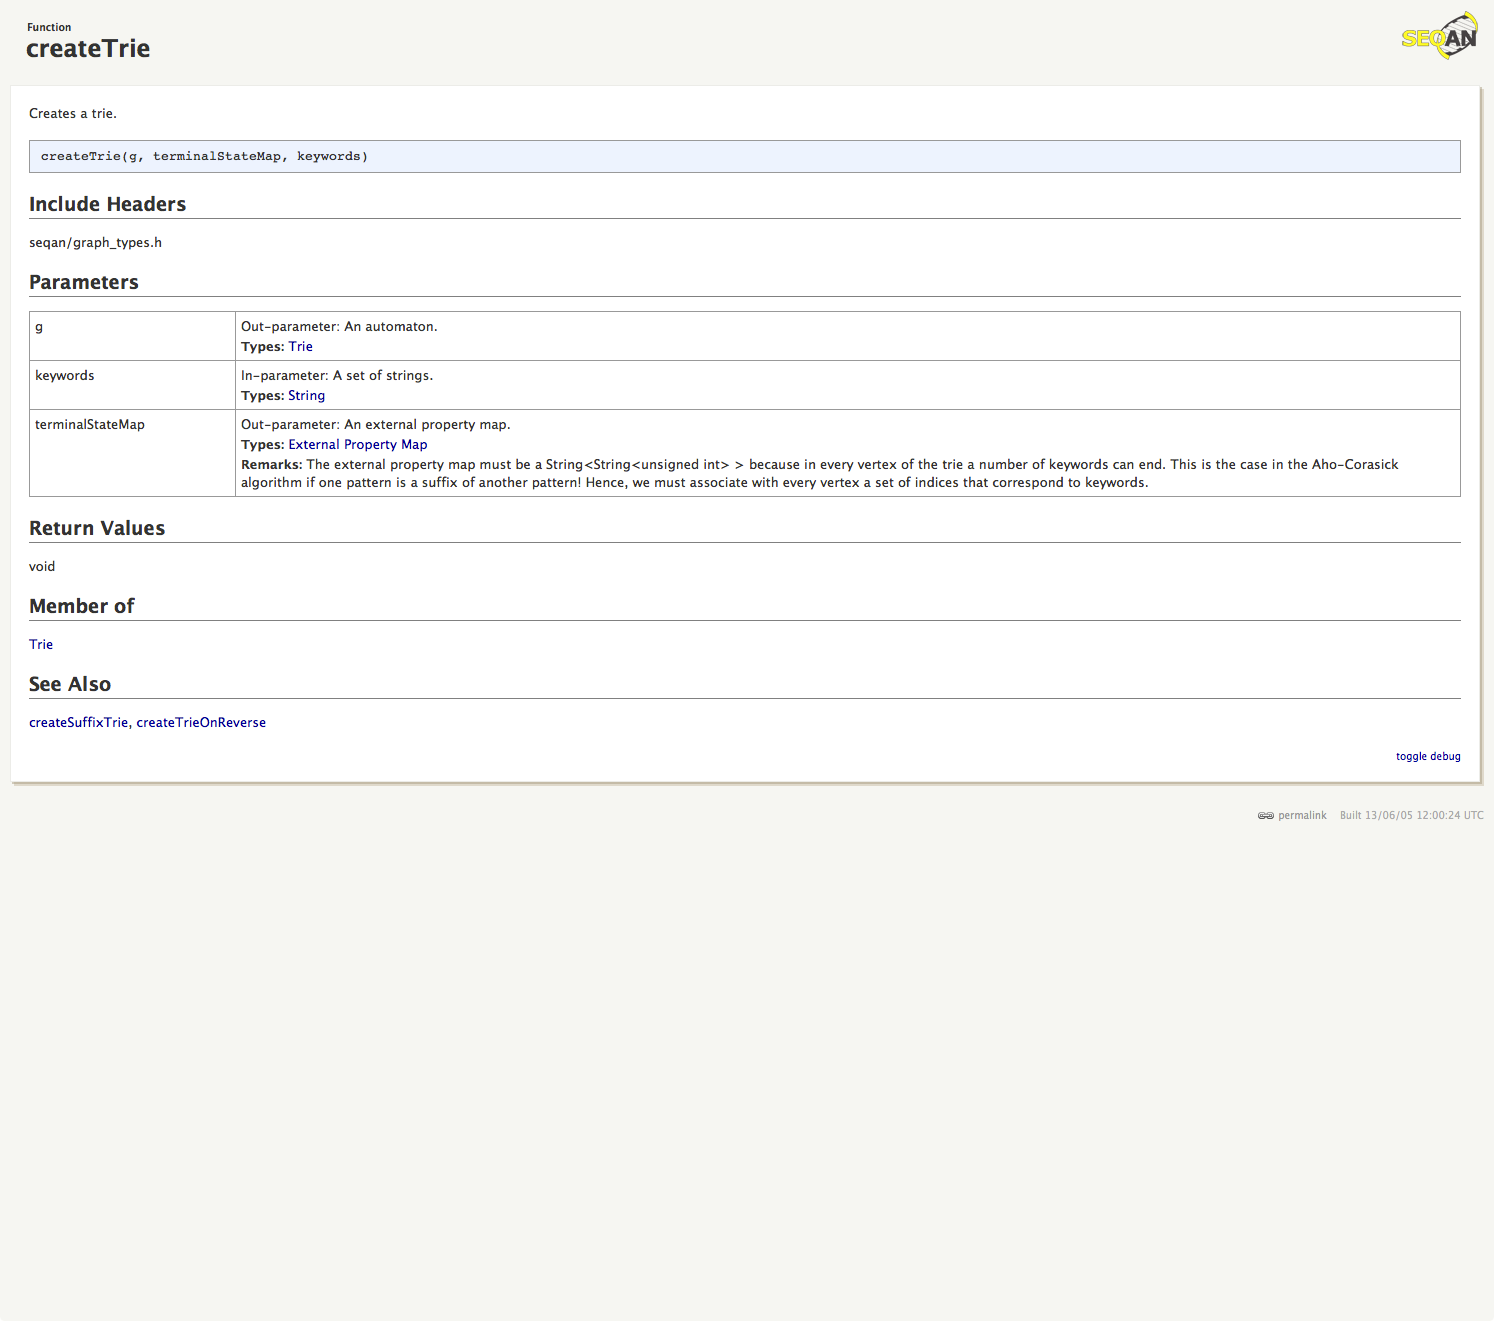 Function
createTrie
SEQAN
Creates a trie.
createTrie(g, terminalStateMap, keywords)
Include Headers
seqan/graph_types.h
Parameters
g
Out-parameter: An automaton.
Types: Trie
keywords
In-parameter: A set of strings.
Types: String
terminalStateMap
Out-parameter: An external property map.
Types: External Property Map
Remarks: The external property map must be a String<String<unsigned int> > because in every vertex of the trie a number of keywords can end. This is the case in the Aho-Corasick
algorithm if one pattern is a suffix of another pattern! Hence, we must associate with every vertex a set of indices that correspond to keywords.
Return Values
void
Member of
Trie
See Also
createSuffixTrie, createTrieOnReverse
toggle debug
permalink Built 13/06/05 12:00:24 UTC